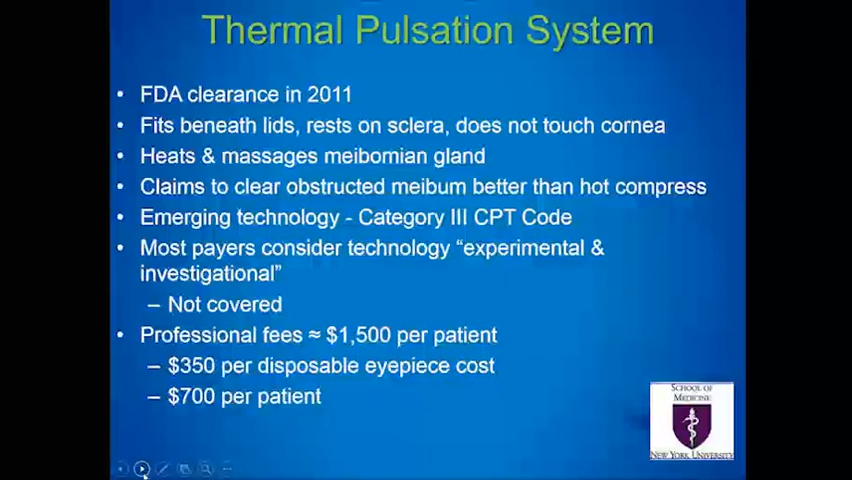 Thermal Pulsation System
• FDA clearance in 2011
• Fits beneath lids, rests on sclera, does not touch cornea
• Heats & massages meibomian gland
• Claims to clear obstructed meibum better than hot compress
• Emerging technology - Category III CPT Code
• Most payers consider technology “experimental &
investigational”
– Not covered
• Professional fees ≈ $1,500 per patient
– $350 per disposable eyepiece cost
– $700 per patient
SCHOOL OF
MEDICINE
NEW YORK UNIVERSITY